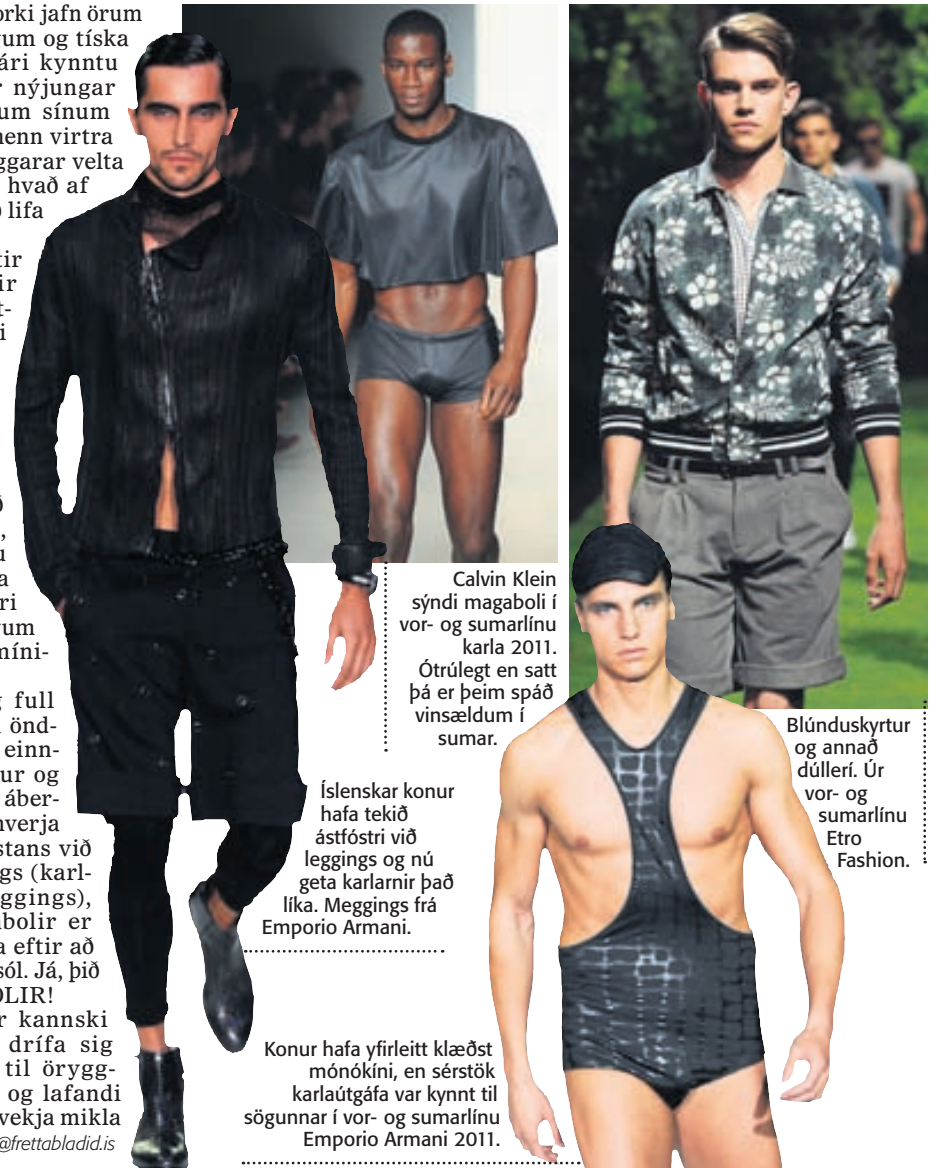 orki jafn örum
um og tíska
ári kynntu
r nýjungar
um sínum
menn virtra
ggarar velta
hvað af
lifa
tir
ir
t-
i
ð
,
u
a
ri
um
míni-
g full
önd-
einn-
ur og
áber-
hverja
stans við
gs (karl-
ggings),
bolir er
a eftir að
sól. Já, þið
OLIR!
r kannski
drífa sig
til örygg-
og lafandi
vekja mikla
@frettabladid.is
Calvin Klein
sýndi magaboli í
vor- og sumarlínu
karla 2011.
Ótrúlegt en satt
þá er þeim spáð
vinsældum í
sumar.
Blúnduskyrtur
og annað
dúllerí. Úr
vor- og
sumarlínu
Etro
Fashion.
Íslenskar konur
hafa tekið
ástfóstri við
leggings og nú
geta karlarnir það
líka. Meggings frá
Emporio Armani.
Konur hafa yfirleitt klæðst
mónókíni, en sérstök
karlaútgáfa var kynnt til
sögunnar í vor- og sumarlínu
Emporio Armani 2011.